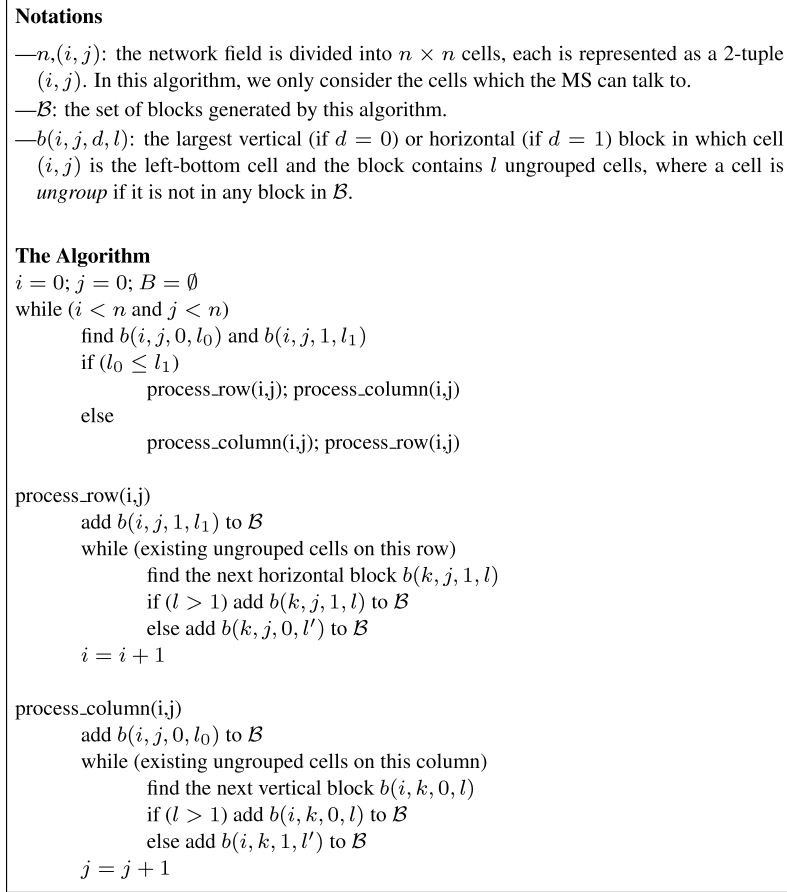 Notations
—n,(i, j): the network field is divided into n × n cells, each is represented as a 2-tuple
(i, j). In this algorithm, we only consider the cells which the MS can talk to.
—ℬ: the set of blocks generated by this algorithm.
—b(i, j, d, l): the largest vertical (if d = 0) or horizontal (if d = 1) block in which cell
(i, j) is the left-bottom cell and the block contains l ungrouped cells, where a cell is
ungroup if it is not in any block in ℬ.
The Algorithm
i = 0; j = 0; B = ∅
while (i < n and j < n)
find b(i, j, 0, l₀) and b(i, j, 1, l₁)
if (l₀ ≤ l₁)
process_row(i,j); process_column(i,j)
else
process_column(i,j); process_row(i,j)
process_row(i,j)
add b(i, j, 1, l₁) to ℬ
while (existing ungrouped cells on this row)
find the next horizontal block b(k, j, 1, l)
if (l > 1) add b(k, j, 1, l) to ℬ
else add b(k, j, 0, l′) to ℬ
i = i + 1
process_column(i,j)
add b(i, j, 0, l₀) to ℬ
while (existing ungrouped cells on this column)
find the next vertical block b(i, k, 0, l)
if (l > 1) add b(i, k, 0, l) to ℬ
else add b(i, k, 1, l′) to ℬ
j = j + 1